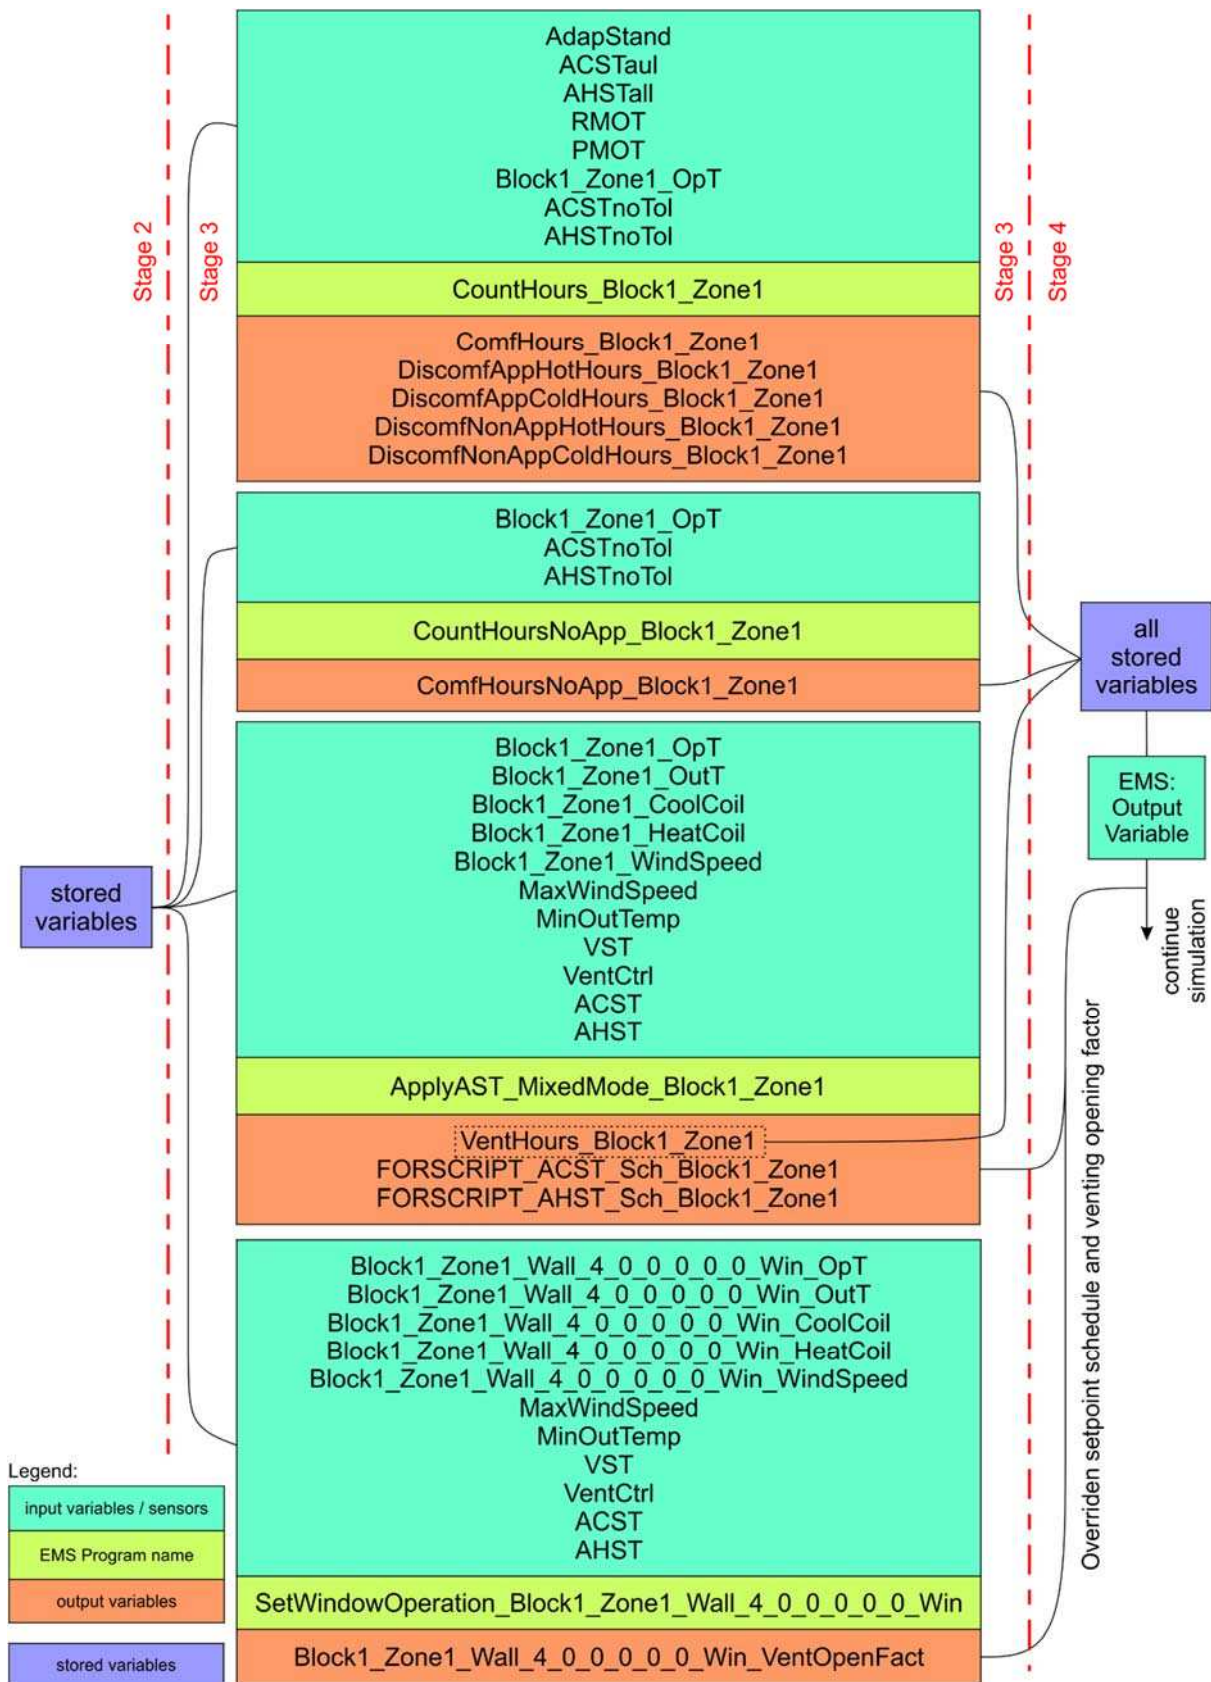 Stage 2
Stage 3
AdapStand
ACSTaul
AHSTall
RMOT
PMOT
Block1_Zone1_OpT
ACSTnoTol
AHSTnoTol
CountHours_Block1_Zone1
ComfHours_Block1_Zone1
DiscomfAppHotHours_Block1_Zone1
DiscomfAppColdHours_Block1_Zone1
DiscomfNonAppHotHours_Block1_Zone1
DiscomfNonAppColdHours_Block1_Zone1
Stage 3
Stage 4
Block1_Zone1_OpT
ACSTnoTol
AHSTnoTol
CountHoursNoApp_Block1_Zone1
ComfHoursNoApp_Block1_Zone1
all
stored
variables
EMS:
Output
Variable
continue
simulation
stored
variables
Block1_Zone1_OpT
Block1_Zone1_OutT
Block1_Zone1_CoolCoil
Block1_Zone1_HeatCoil
Block1_Zone1_WindSpeed
MaxWindSpeed
MinOutTemp
VST
VentCtrl
ACST
AHST
ApplyAST_MixedMode_Block1_Zone1
VentHours_Block1_Zone1
FORSCRIPT_ACST_Sch_Block1_Zone1
FORSCRIPT_AHST_Sch_Block1_Zone1
Overriden setpoint schedule and venting opening factor
Block1_Zone1_Wall_4_0_0_0_0_0_Win_OpT
Block1_Zone1_Wall_4_0_0_0_0_0_Win_OutT
Block1_Zone1_Wall_4_0_0_0_0_0_Win_CoolCoil
Block1_Zone1_Wall_4_0_0_0_0_0_Win_HeatCoil
Block1_Zone1_Wall_4_0_0_0_0_0_Win_WindSpeed
MaxWindSpeed
MinOutTemp
VST
VentCtrl
ACST
AHST
SetWindowOperation_Block1_Zone1_Wall_4_0_0_0_0_0_Win
Block1_Zone1_Wall_4_0_0_0_0_0_Win_VentOpenFact
Legend:
input variables / sensors
EMS Program name
output variables
stored variables